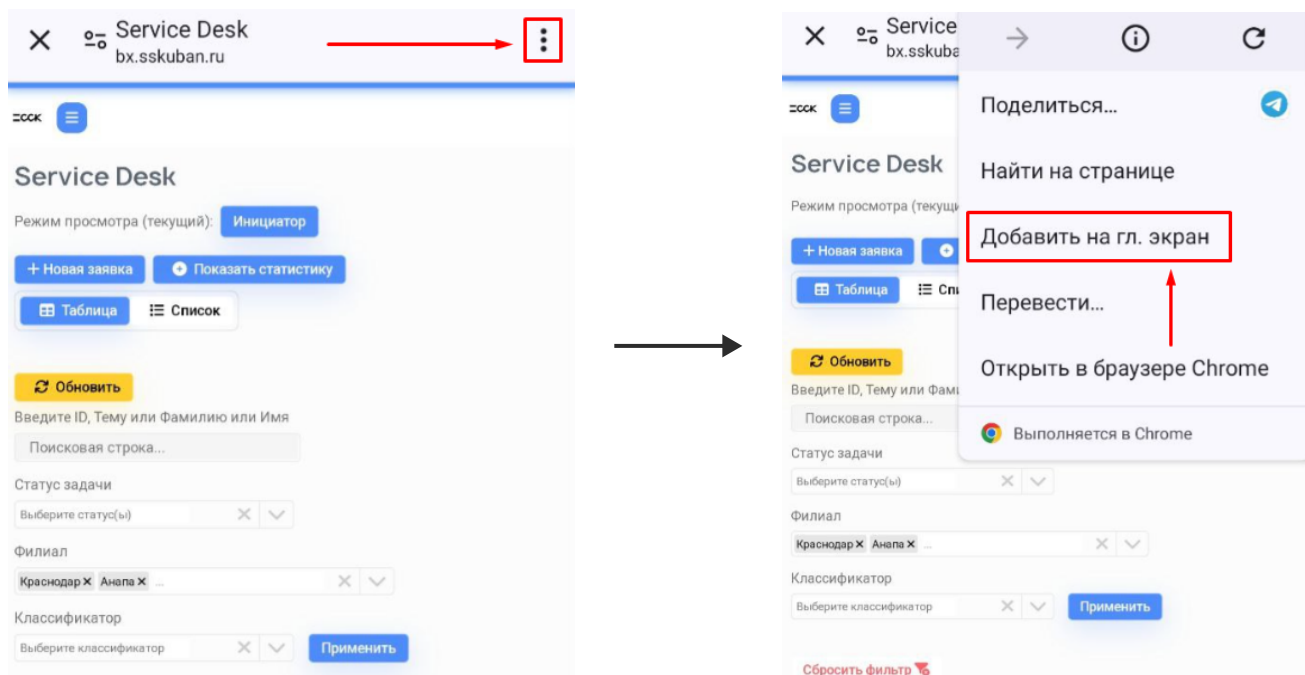 Service Desk
bx.sskuban.ru
ССК
Service Desk
Режим просмотра (текущий): Инициатор
+ Новая заявка Показать статистику
Таблица Список
Обновить
Введите ID, Тему или Фамилию или Имя
Поисковая строка...
Статус задачи
Выберите статус(ы)
Филиал
Краснодар × Анапа × ...
Классификатор
Выберите классификатор Применить
Service
bx.sskuba
ССК
Service Desk
Режим просмотра (текущ
+ Новая заявка
Таблица Спи
Обновить
Введите ID, Тему или Фами
Поисковая строка...
Статус задачи
Выберите статус(ы)
Филиал
Краснодар × Анапа × ...
Классификатор
Выберите классификатор Применить
Сбросить фильтр
Поделиться...
Найти на странице
Добавить на гл. экран
Перевести...
Открыть в браузере Chrome
Выполняется в Chrome